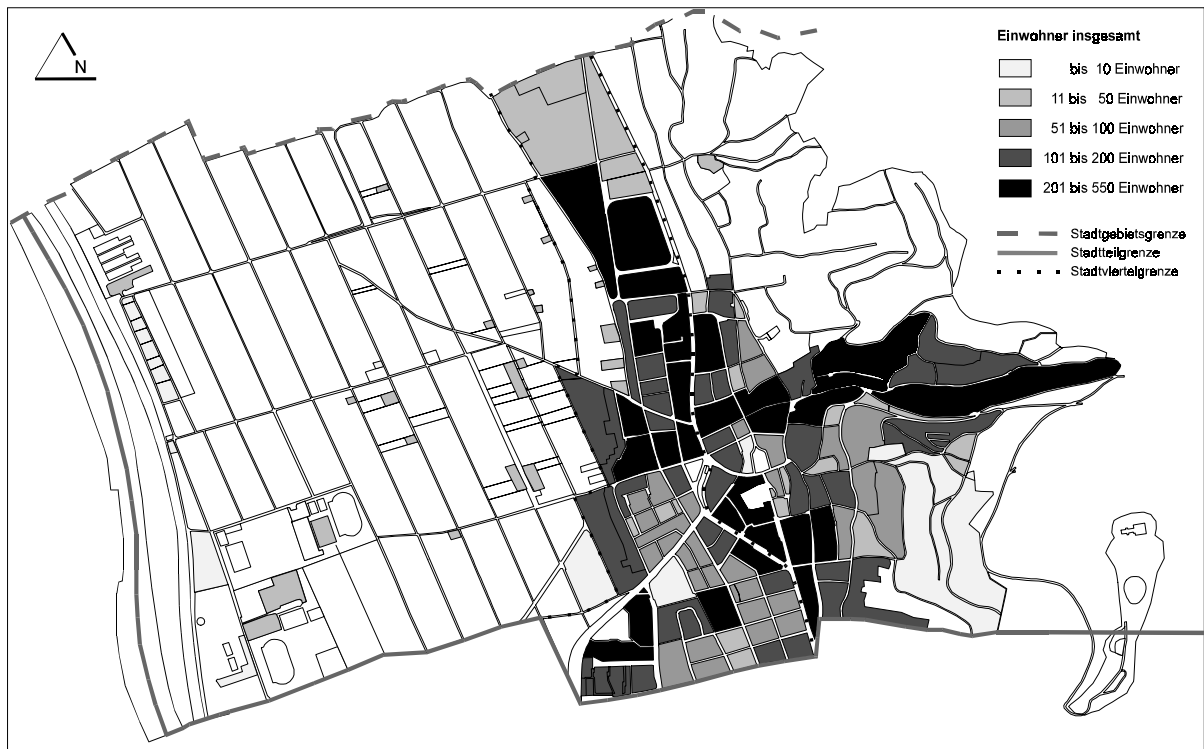 N
Einwohner insgesamt
bis 10 Einwohner
11 bis 50 Einwohner
51 bis 100 Einwohner
101 bis 200 Einwohner
201 bis 550 Einwohner
Stadtgebietsgrenze
Stadtteilgrenze
Stadtviertelgrenze